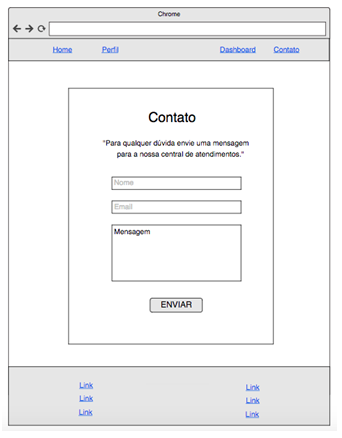 Chrome
Home Perfil Dashboard Contato
Contato
"Para qualquer dúvida envie uma mensagem
para a nossa central de atendimentos."
Nome
Email
Mensagem
ENVIAR
Link Link
Link Link
Link Link